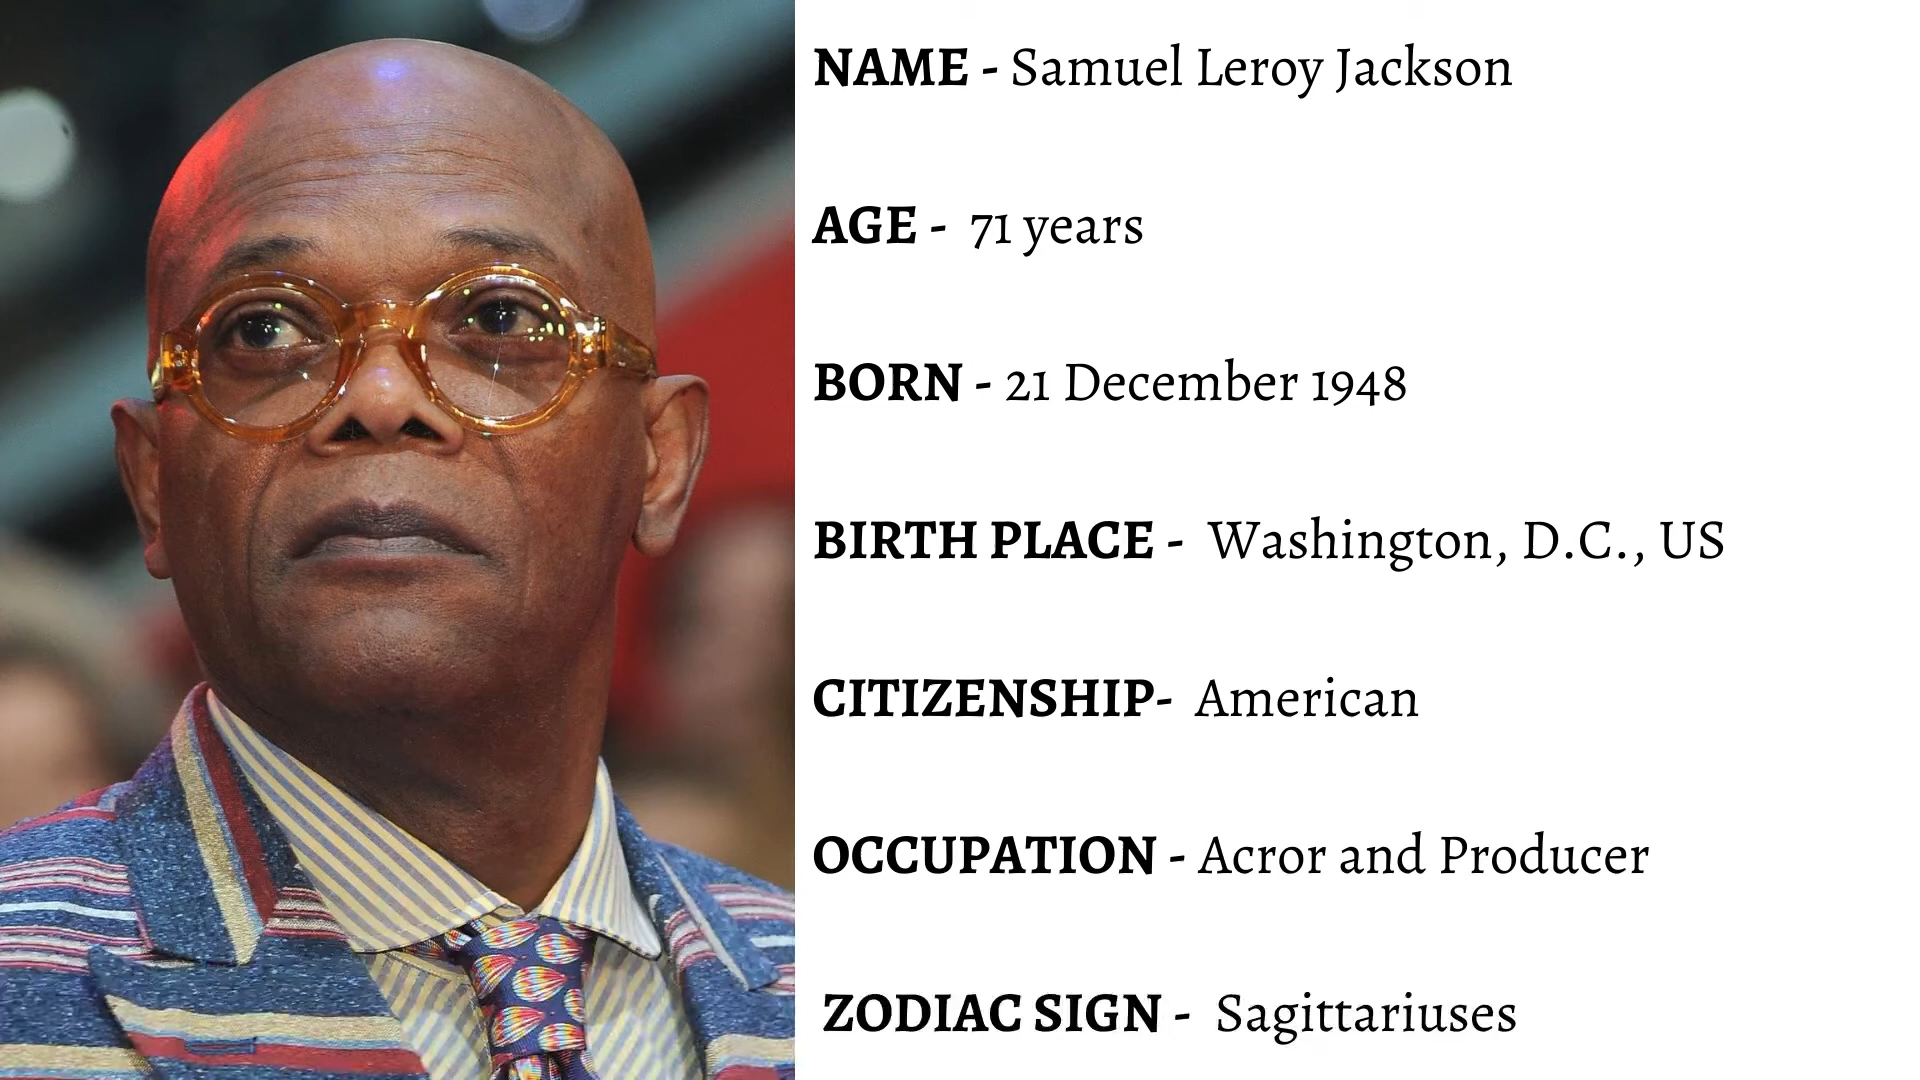 NAME - Samuel Leroy Jackson
AGE - 71 years
BORN - 21 December 1948
BIRTH PLACE - Washington, D.C., US
CITIZENSHIP- American
OCCUPATION - Acror and Producer
ZODIAC SIGN - Sagittariuses